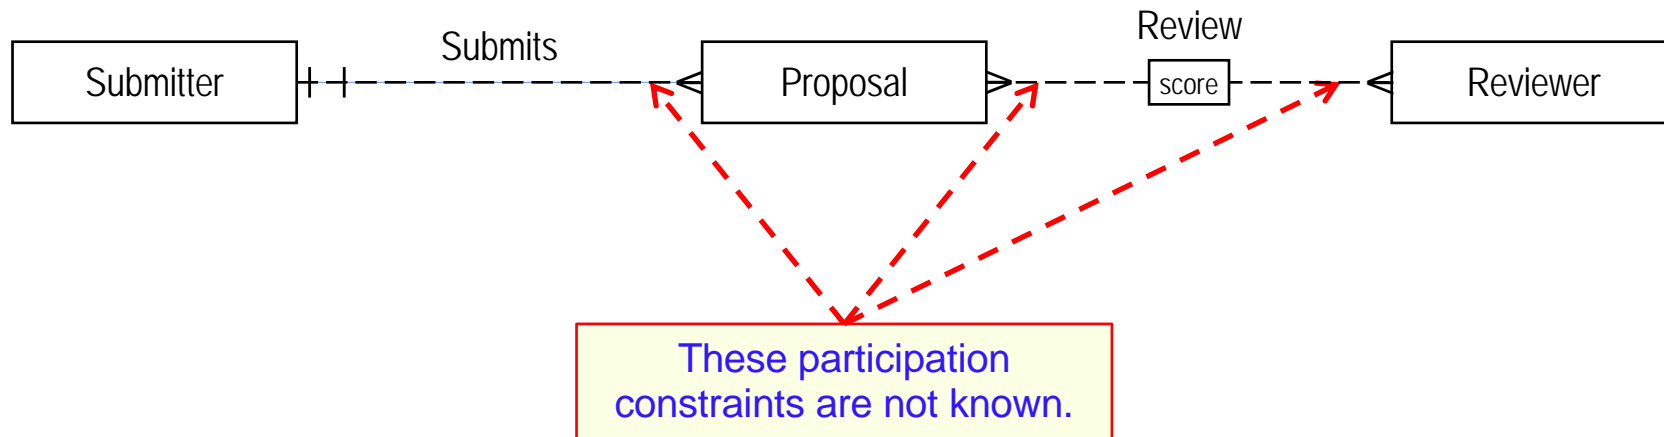 Submitter
Submits
Proposal
Review
score
Reviewer
These participation
constraints are not known.